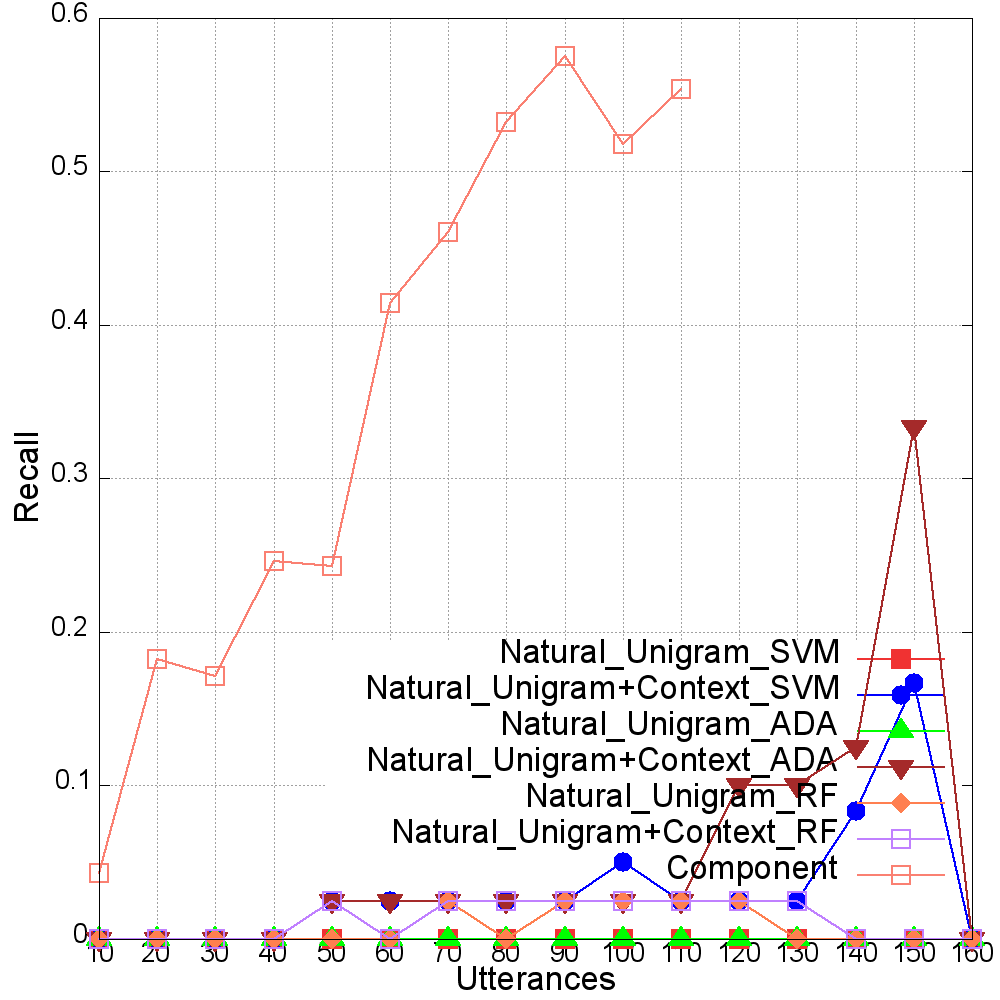 0.6
0.5
0.4
0.3
0.2
0.1
0
Recall
Natural_Unigram_SVM
Natural_Unigram+Context_SVM
Natural_Unigram_ADA
Natural_Unigram+Context_ADA
Natural_Unigram_RF
Natural_Unigram+Context_RF
Component
10 20 30 40 50 60 70 80 90 100 110 120 130 140 150 160
Utterances